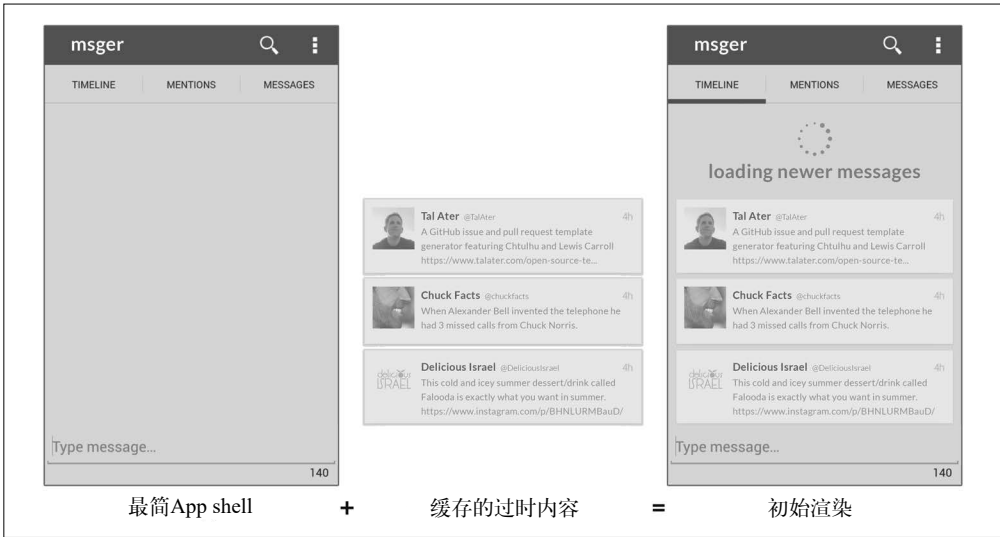 msger
TIMELINE MENTIONS MESSAGES
Type message...
140
Tal Ater @TalAter 4h
A GitHub issue and pull request template
generator featuring Chtulhu and Lewis Carroll
https://www.talater.com/open-source-te...
Chuck Facts @chuckfacts 4h
When Alexander Bell invented the telephone he
had 3 missed calls from Chuck Norris.
delicious
ISRAEL
Delicious Israel @DeliciousIsrael 4h
This cold and icey summer dessert/drink called
Falooda is exactly what you want in summer.
https://www.instagram.com/p/BHNLURMBauD/
msger
TIMELINE MENTIONS MESSAGES
loading newer messages
Tal Ater @TalAter 4h
A GitHub issue and pull request template
generator featuring Chtulhu and Lewis Carroll
https://www.talater.com/open-source-te...
Chuck Facts @chuckfacts 4h
When Alexander Bell invented the telephone he
had 3 missed calls from Chuck Norris.
delicious
ISRAEL
Delicious Israel @DeliciousIsrael 4h
This cold and icey summer dessert/drink called
Falooda is exactly what you want in summer.
https://www.instagram.com/p/BHNLURMBauD/
Type message...
140
最简App shell + 缓存的过时内容 = 初始渲染